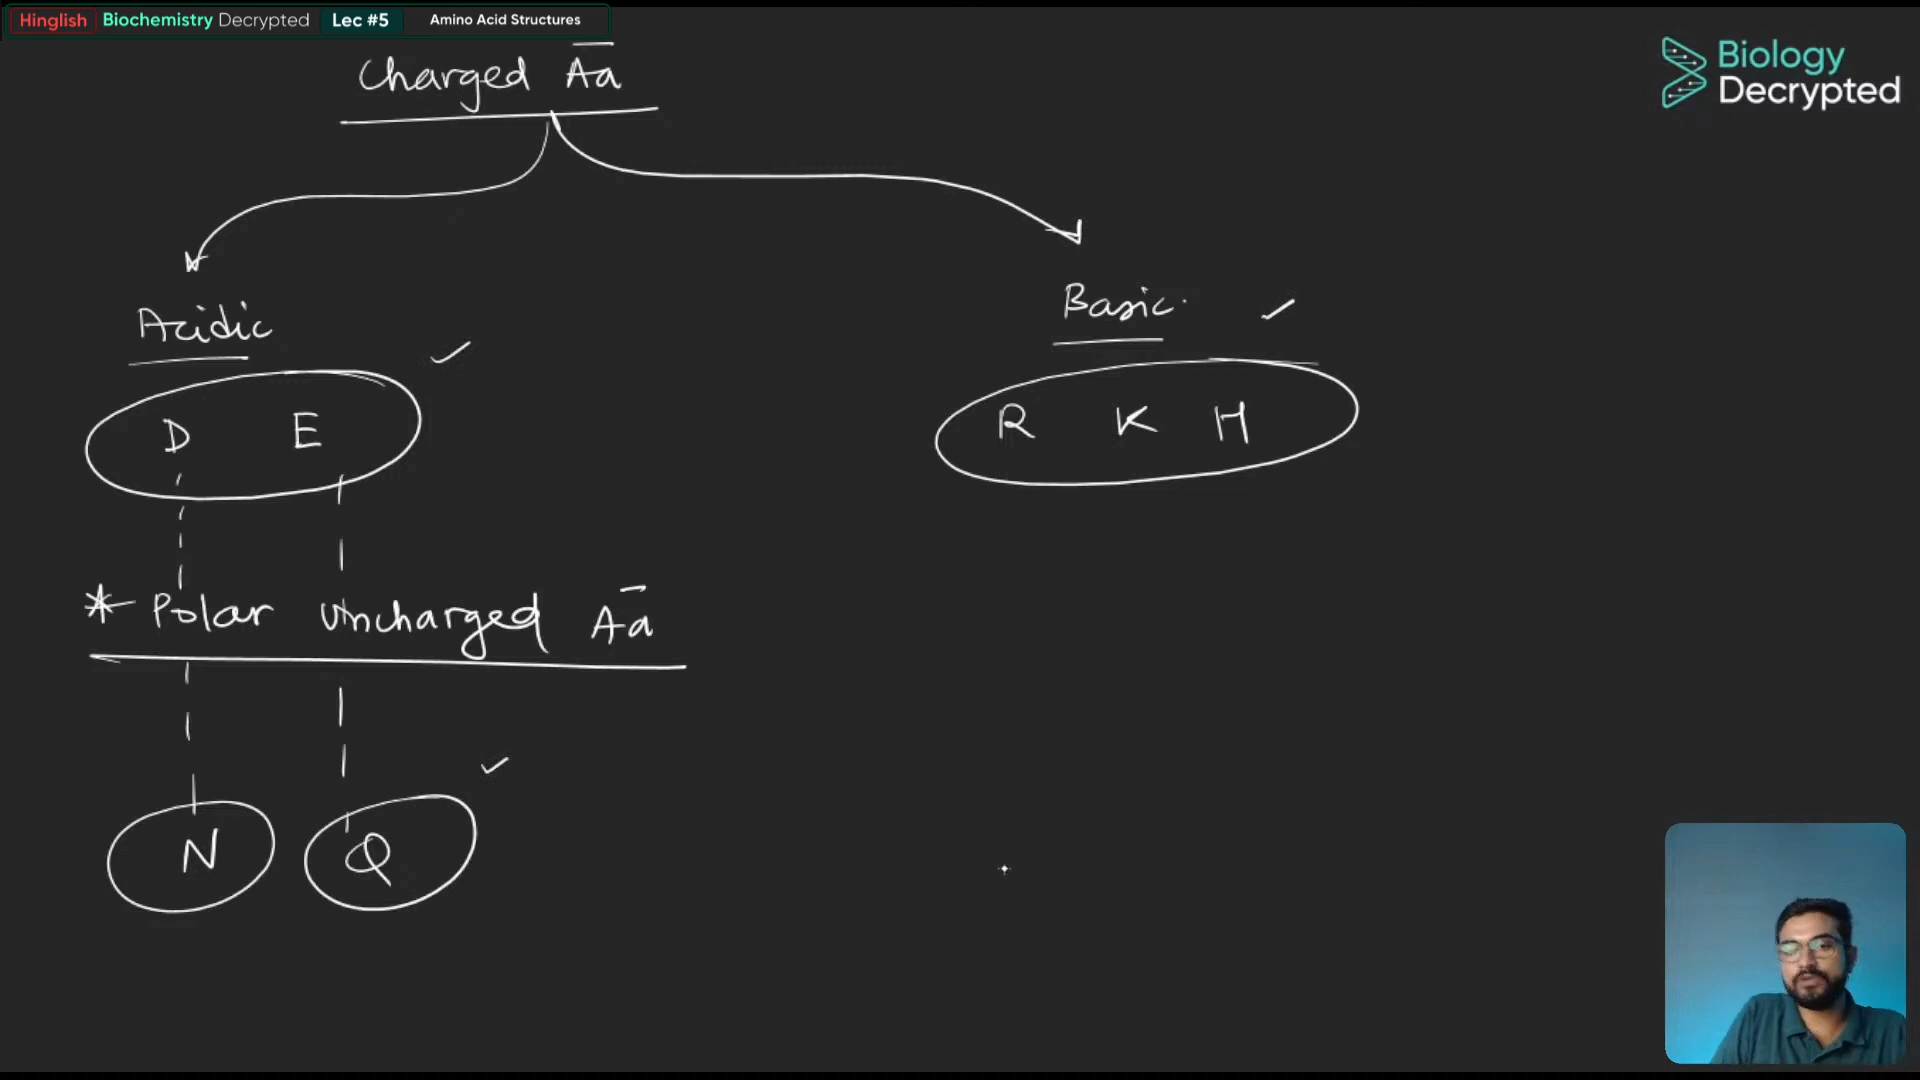 Hinglish Biochemistry Decrypted Lec #5 Amino Acid Structures
Biology
Decrypted
Charged Aa
Acidic
Basic
D E
R K H
* Polar Uncharged Aa
N Q